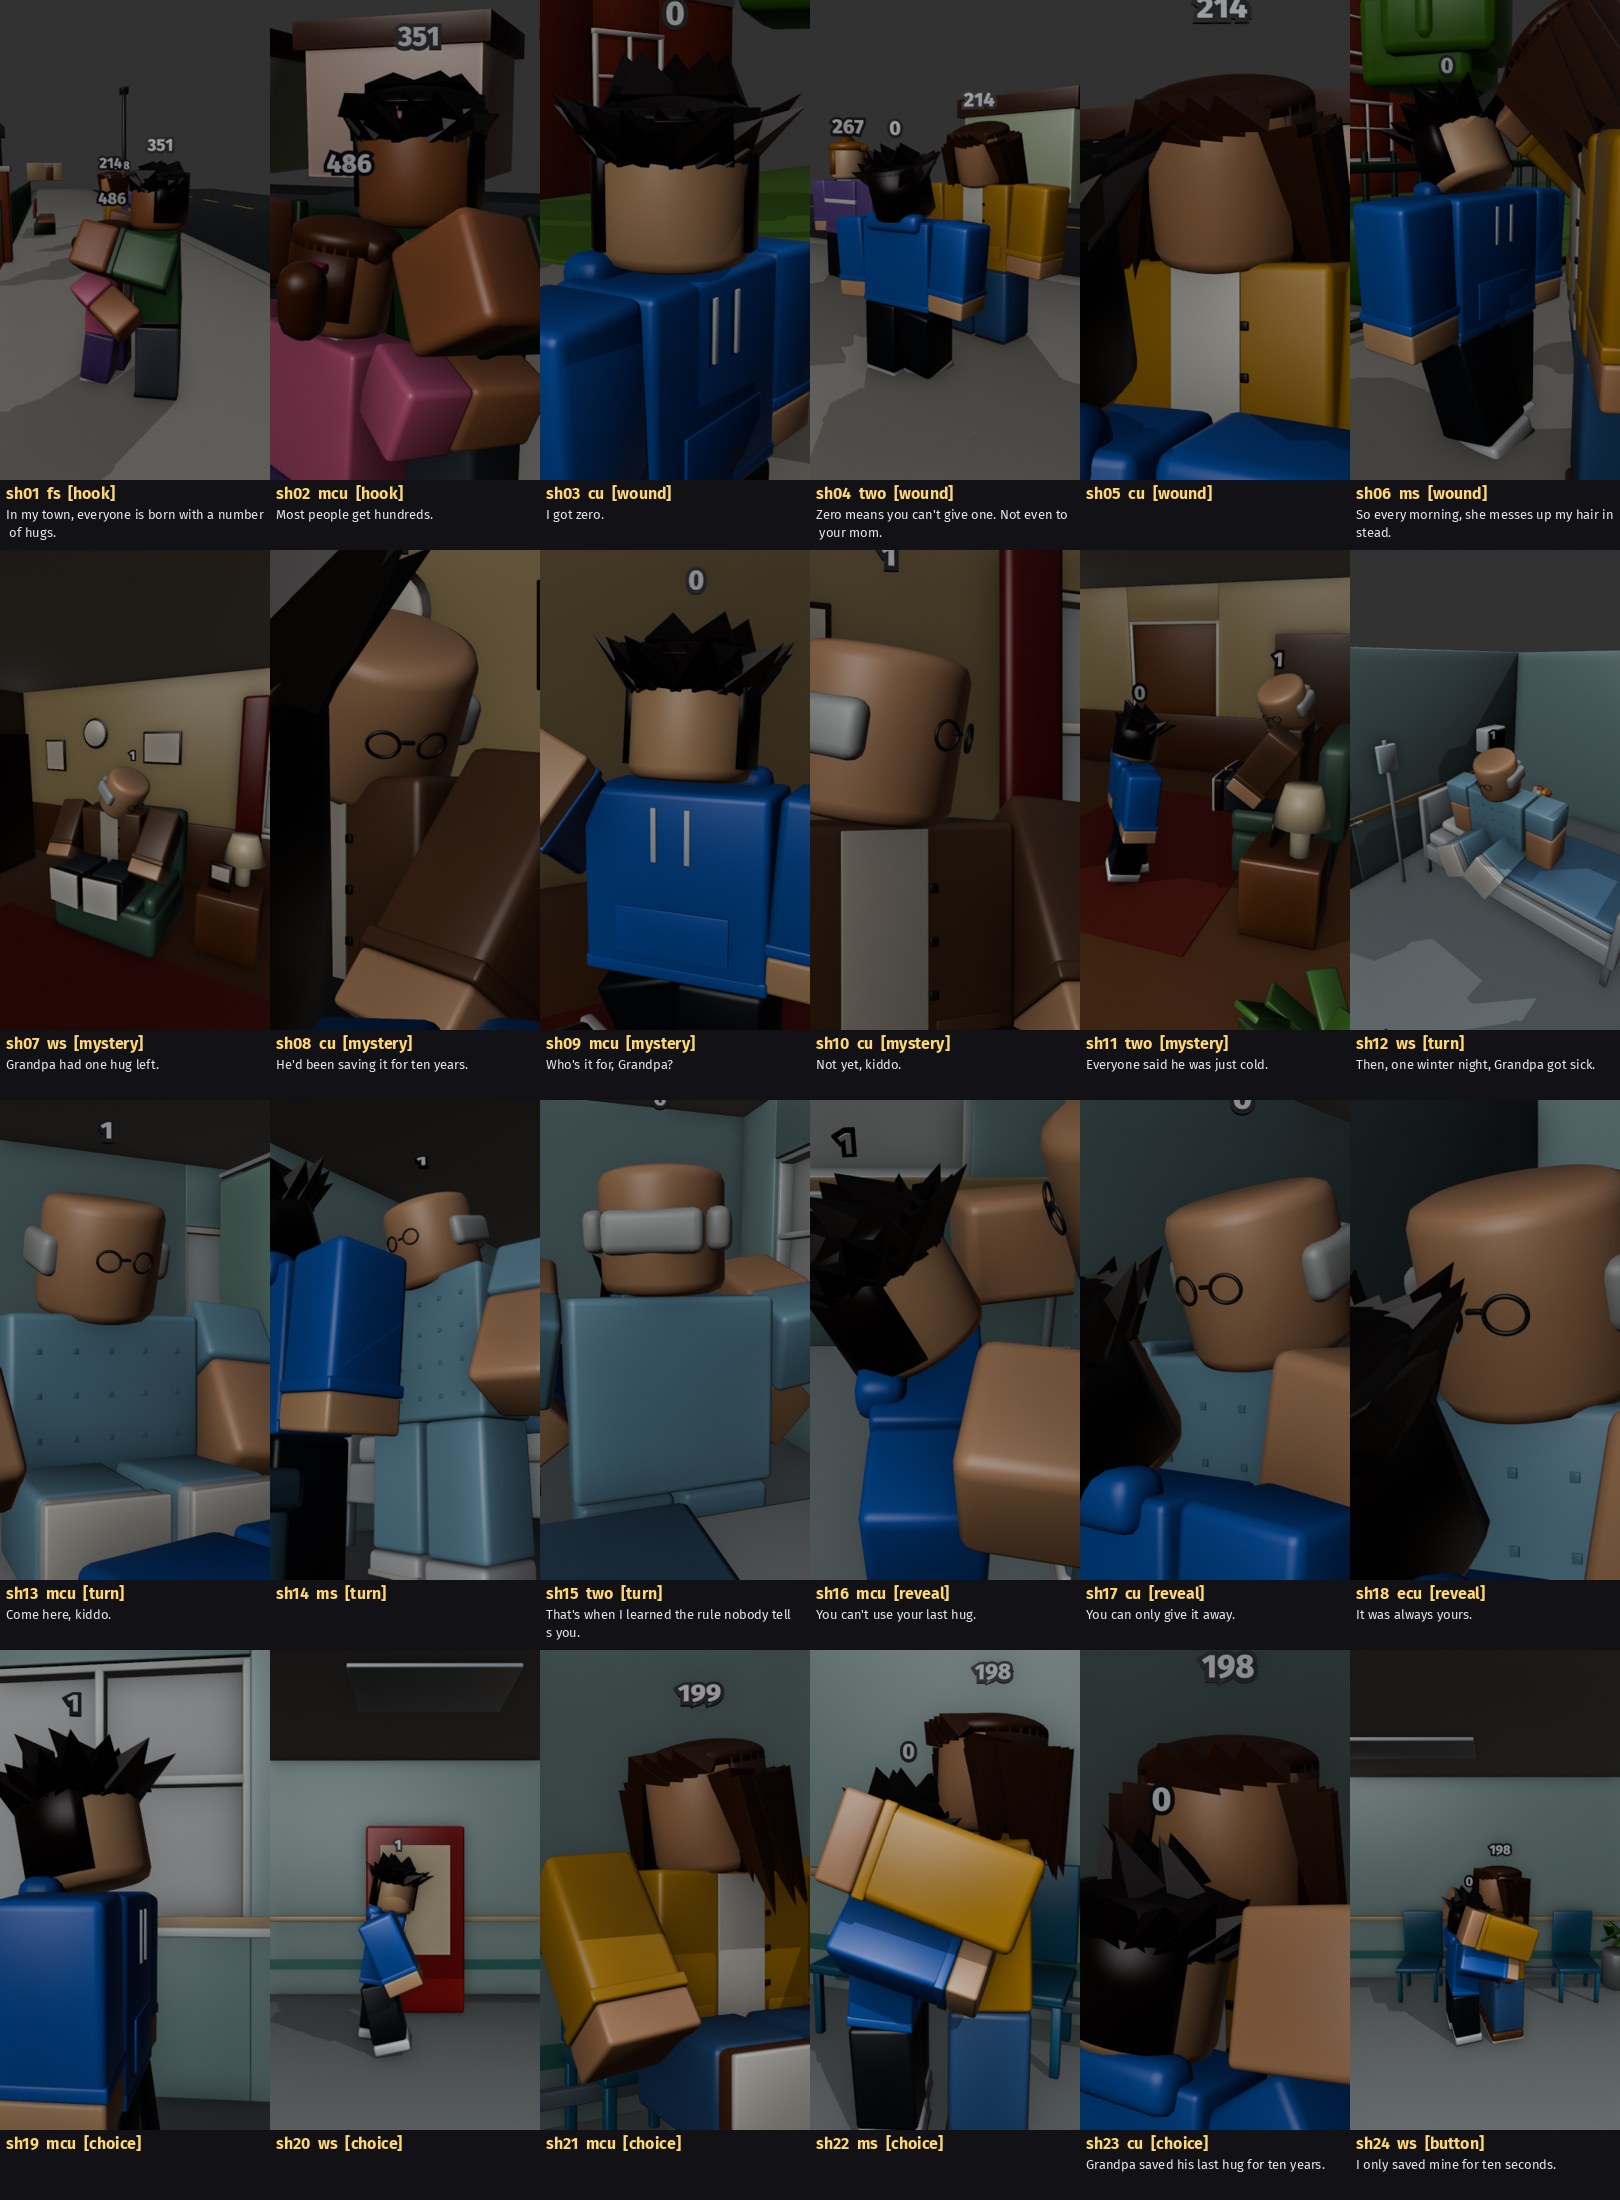 351
214
8
486
351
486
0
267
0
214
214
0
sh01 fs [hook]
In my town, everyone is born with a number
of hugs.
sh02 mcu [hook]
Most people get hundreds.
sh03 cu [wound]
I got zero.
sh04 two [wound]
Zero means you can't give one. Not even to
your mom.
sh05 cu [wound]
sh06 ms [wound]
So every morning, she messes up my hair in
stead.
1
0
1
0
1
1
sh07 ws [mystery]
Grandpa had one hug left.
sh08 cu [mystery]
He'd been saving it for ten years.
sh09 mcu [mystery]
Who's it for, Grandpa?
sh10 cu [mystery]
Not yet, kiddo.
sh11 two [mystery]
Everyone said he was just cold.
sh12 ws [turn]
Then, one winter night, Grandpa got sick.
1
1
0
1
0
sh13 mcu [turn]
Come here, kiddo.
sh14 ms [turn]
sh15 two [turn]
That's when I learned the rule nobody tell
s you.
sh16 mcu [reveal]
You can't use your last hug.
sh17 cu [reveal]
You can only give it away.
sh18 ecu [reveal]
It was always yours.
1
1
199
198
0
198
0
198
0
sh19 mcu [choice]
sh20 ws [choice]
sh21 mcu [choice]
sh22 ms [choice]
sh23 cu [choice]
Grandpa saved his last hug for ten years.
sh24 ws [button]
I only saved mine for ten seconds.